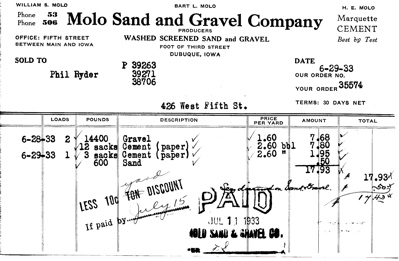 WILLIAM S. MOLO
BART L. MOLO
H. E. MOLO
Phone 53
Phone 506
Molo Sand and Gravel Company
Marquette
CEMENT
Best by Test
PRODUCERS
WASHED SCREENED SAND and GRAVEL
OFFICE: FIFTH STREET
BETWEEN MAIN AND IOWA
FOOT OF THIRD STREET
DUBUQUE, IOWA
SOLD TO
P 39263
DATE
Phil Ryder
39271
6-29-33
38706
OUR ORDER NO.
YOUR ORDER 35574
426 West Fifth St.
TERMS: 30 DAYS NET
LOADS POUNDS DESCRIPTION PRICE PER YARD AMOUNT TOTAL
6-28-33 2 14400 Gravel 1.60 7.68
12 sacks Cement (paper) 2.60 bbl 7.80
6-29-33 1 3 sacks Cement (paper) 2.60 " 1.95
600 Sand .50
17.93 17.93
yard
LESS 10c TON DISCOUNT
If paid by July 15
PAID
JUL 11 1933
MOLO SAND & GRAVEL CO.